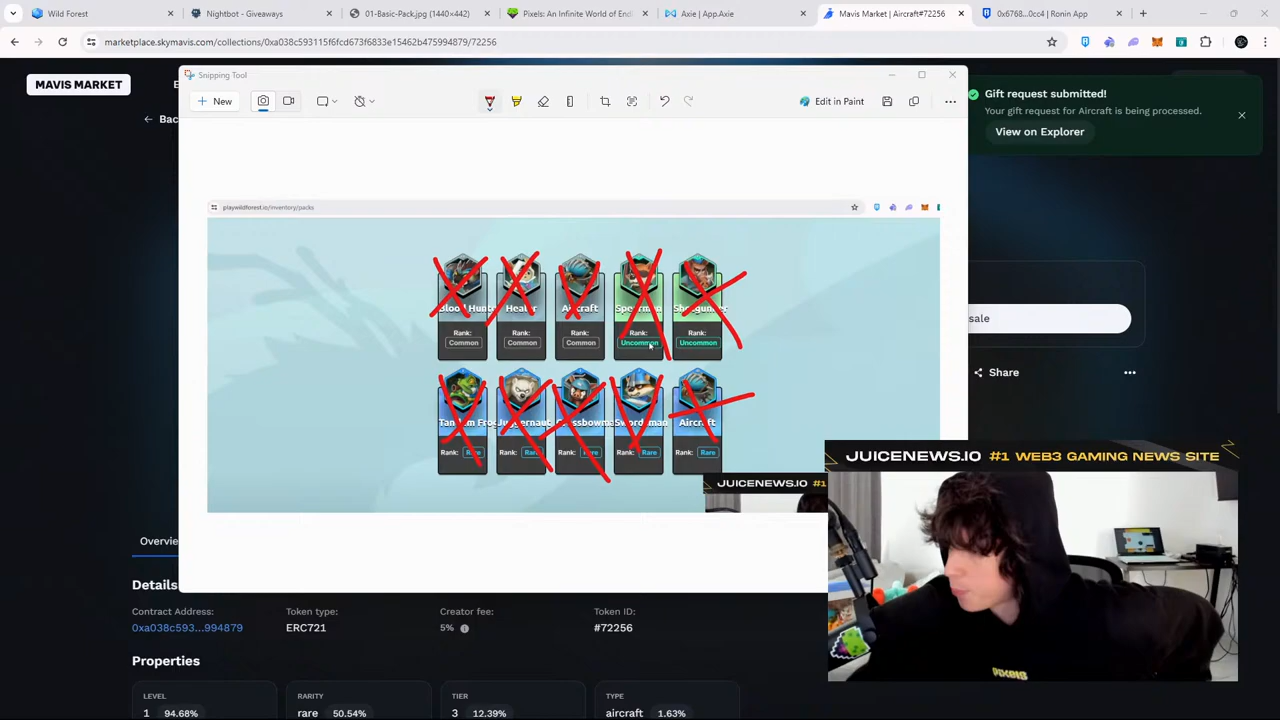 Wild Forest
Nightbot - Giveaways
01-Basic-Pack.jpg (1440×442)
Pixels: An Infinite World of End
Axie | App.Axie
Mavis Market | Aircraft#72256
0x6768...0cc4 | Ronin App
marketplace.skymavis.com/collections/0xa038c593115f6fcd673f6833e15462b475994879/72256
MAVIS MARKET
Snipping Tool
New
Edit in Paint
Gift request submitted!
Your gift request for Aircraft is being processed.
View on Explorer
Bac
playwildforest.io/inventory/packs
Healer
Aircraft
Rank: Rank: Rank: Rank: Rank:
Common Common Common Uncommon Uncommon
Swordsman Aircraft
Rank: Rare Rank: Rare Rank: Rare Rank: Rare Rank: Rare
sale
Share
JUICENEWS.IO #1 WEB3 GAMING NEWS SITE
JUICENEWS.IO #1
Overvie
Details
Contract Address: Token type: Creator fee: Token ID:
0xa038c593...994879 ERC721 5% #72256
Properties
LEVEL RARITY TIER TYPE
1 94.68% rare 50.54% 3 12.39% aircraft 1.63%
PIXELS